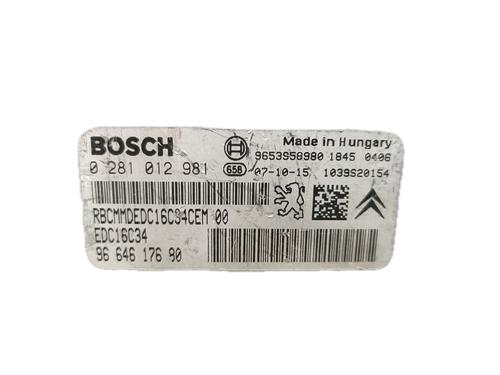 BOSCH
Made in Hungary
9653958980 1845 0406
0 281 012 981
658 07-10-15 1039S20154
RBCMMDEDC16C34CEM 00
EDC16C34
96 646 176 80